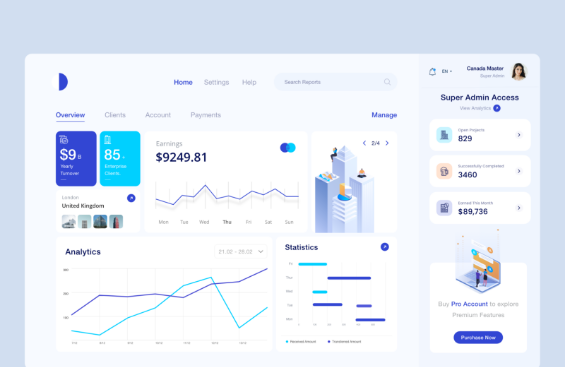 Home Settings Help Search Reports
EN
Canada Master
Super Admin
Overview Clients Account Payments Manage
Super Admin Access
View Analytics
$9 B
Yearly
Turnover
85
Enterprise
Clients
Earnings
$9249.81
2/4
Mon Tue Wed Thu Fri Sat Sun
London
United Kingdom
Open Projects
829
Successfully Completed
3460
Earned This Month
$89,736
Analytics
21.02 - 28.02
Statistics
Buy Pro Account to explore
Premium Features
Purchase Now